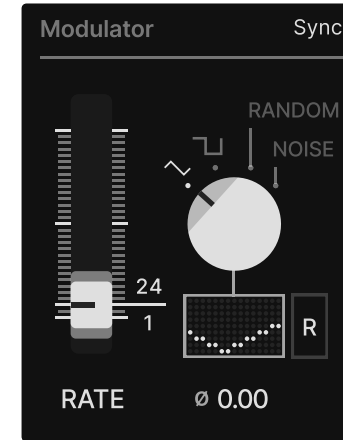 Modulator Sync
RANDOM
NOISE
24
1
R
RATE ø 0.00